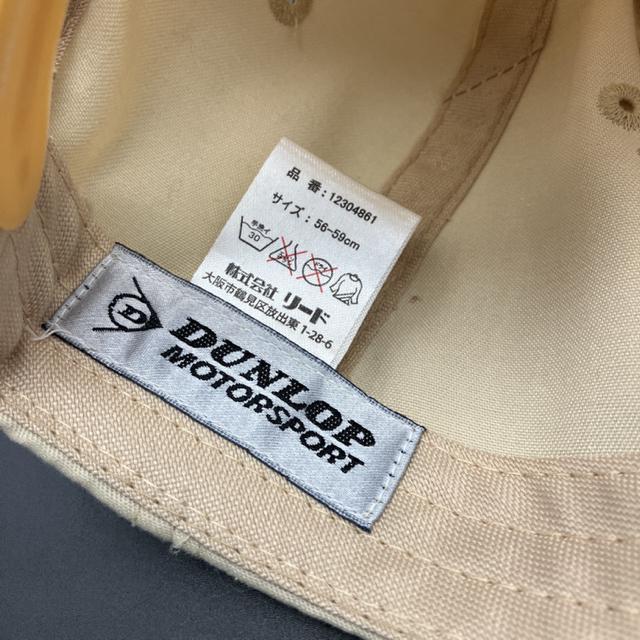 品 番:12304861
サイズ:56-59cm
手洗イ
30
株式会社 リード
大阪市鶴見区放出東 1-28-6
D
DUNLOP
MOTORSPORT